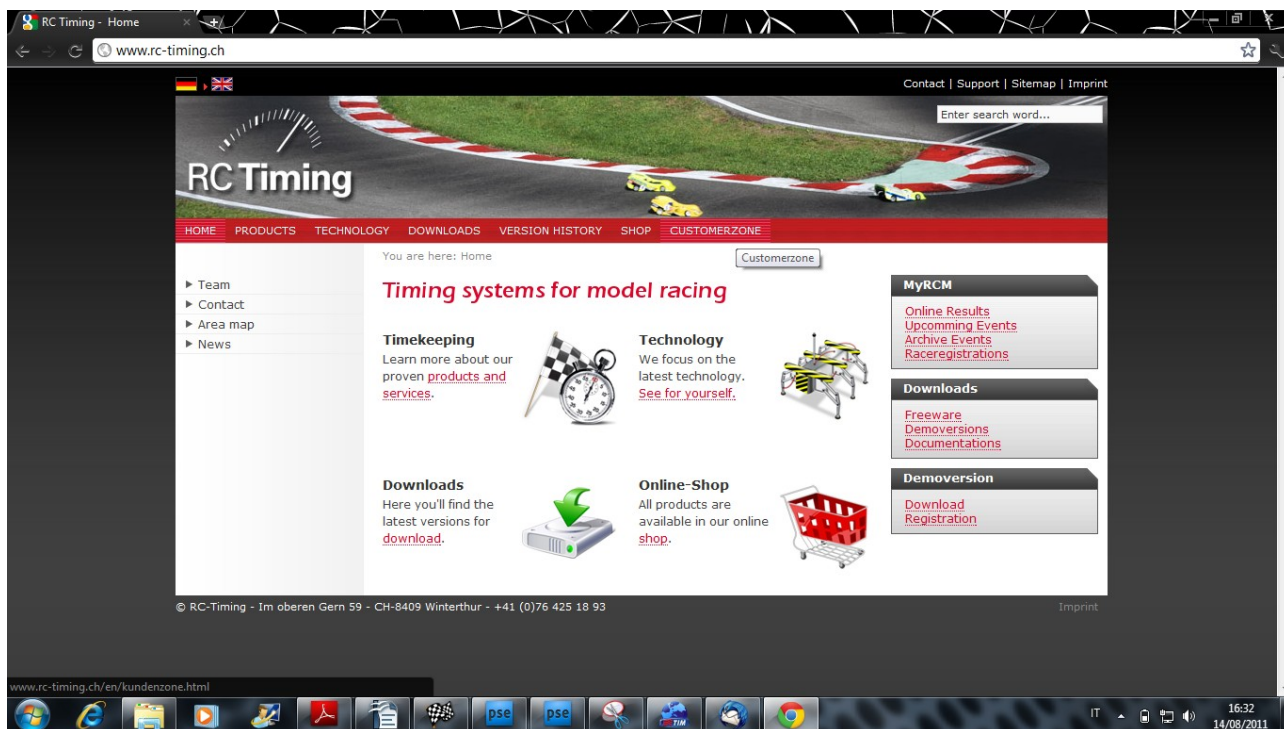 RC Timing - Home
www.rc-timing.ch
Contact | Support | Sitemap | Imprint
Enter search word...
RC Timing
HOME PRODUCTS TECHNOLOGY DOWNLOADS VERSION HISTORY SHOP CUSTOMERZONE
You are here: Home
Customerzone
Team
Contact
Area map
News
Timing systems for model racing
Timekeeping
Learn more about our
proven products and
services.
Technology
We focus on the
latest technology.
See for yourself.
Downloads
Here you'll find the
latest versions for
download.
Online-Shop
All products are
available in our online
shop.
MyRCM
Online Results
Upcomming Events
Archive Events
Raceregistrations
Downloads
Freeware
Demoversions
Documentations
Demoversion
Download
Registration
© RC-Timing - Im oberen Gern 59 - CH-8409 Winterthur - +41 (0)76 425 18 93
Imprint
www.rc-timing.ch/en/kundenzone.html
pse
pse
TIM
IT
16:32
14/08/2011